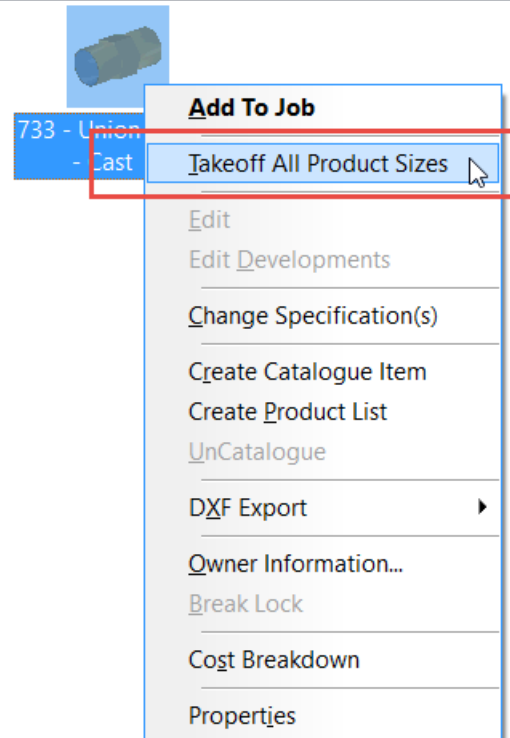 733 - Union
- Cast
Add To Job
Takeoff All Product Sizes
Edit
Edit Developments
Change Specification(s)
Create Catalogue Item
Create Product List
UnCatalogue
DXF Export
Owner Information...
Break Lock
Cost Breakdown
Properties